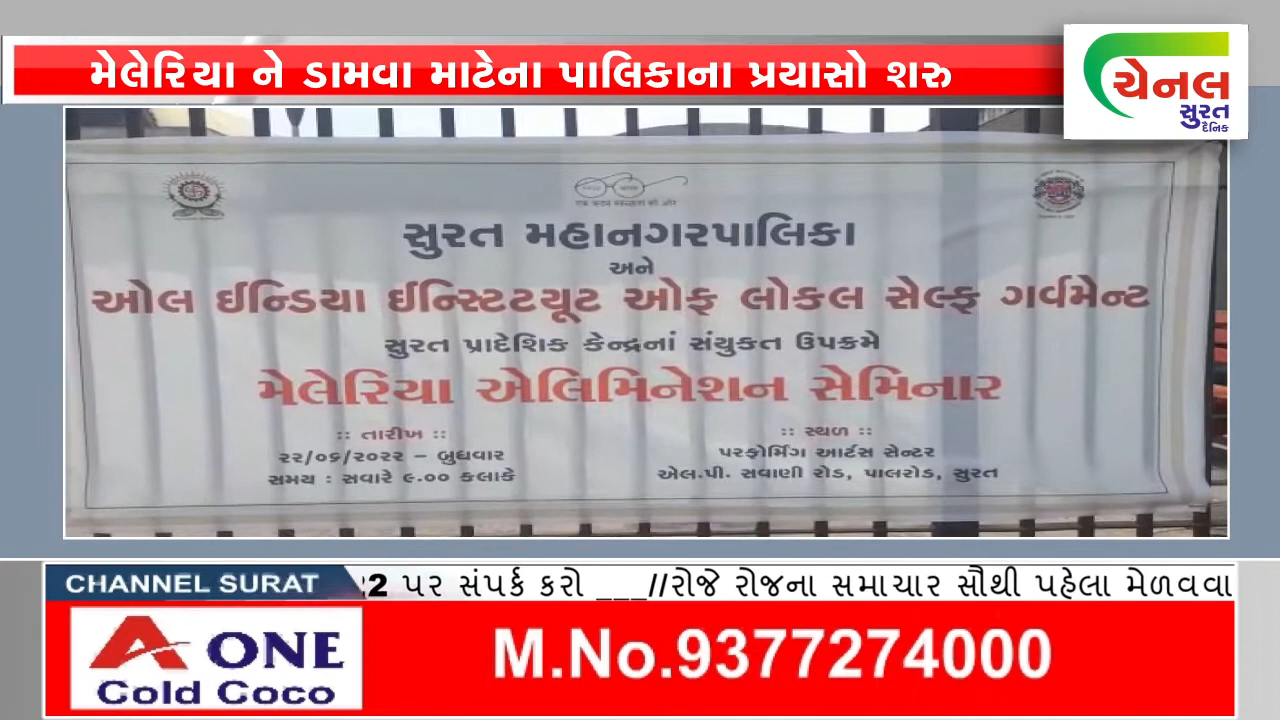 મેલેરિયા ને ડામવા માટેના પાલિકાના પ્રયાસો શરુ
ચેનલ
સુરત
દૈનિક
સુરત મહાનગરપાલિકા
અને
ઓલ ઈન્ડિયા ઈન્સ્ટિટયૂટ ઓફ લોકલ સેલ્ફ ગર્વમેન્ટ
સુરત પ્રાદેશિક કેન્દ્રનાં સંયુકત ઉપક્રમે
મેલેરિયા એલિમિનેશન સેમિનાર
:: તારીખ ::
૨૨/૦૬/૨૦૨૨ – બુધવાર
સમય : સવારે ૯.૦૦ કલાકે
:: સ્થળ ::
પરફોર્મિંગ આર્ટસ સેન્ટર
એલ.પી. સવાણી રોડ, પાલરોડ, સુરત
CHANNEL SURAT
2 પર સંપર્ક કરો ___//રોજે રોજના સમાચાર સૌથી પહેલા મેળવવા
A ONE
Cold Coco
M.No.9377274000